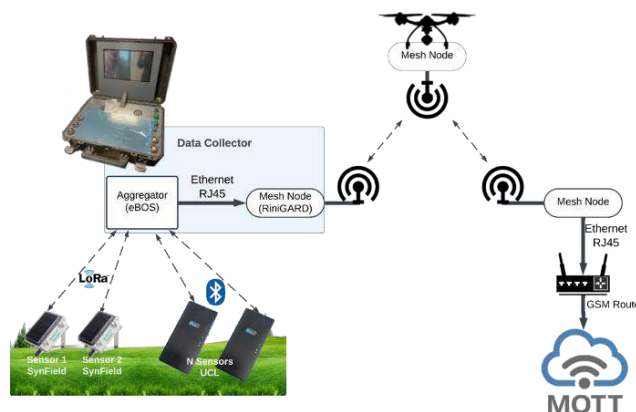 Mesh Node
Data Collector
Aggregator
(eBOS)
Ethernet
RJ45
Mesh Node
(RiniGARD)
Mesh Node
Ethernet
RJ45
GSM Route
LoRa
Sensor 1
SynField
Sensor 2
SynField
N Sensors
UCL
MQTT